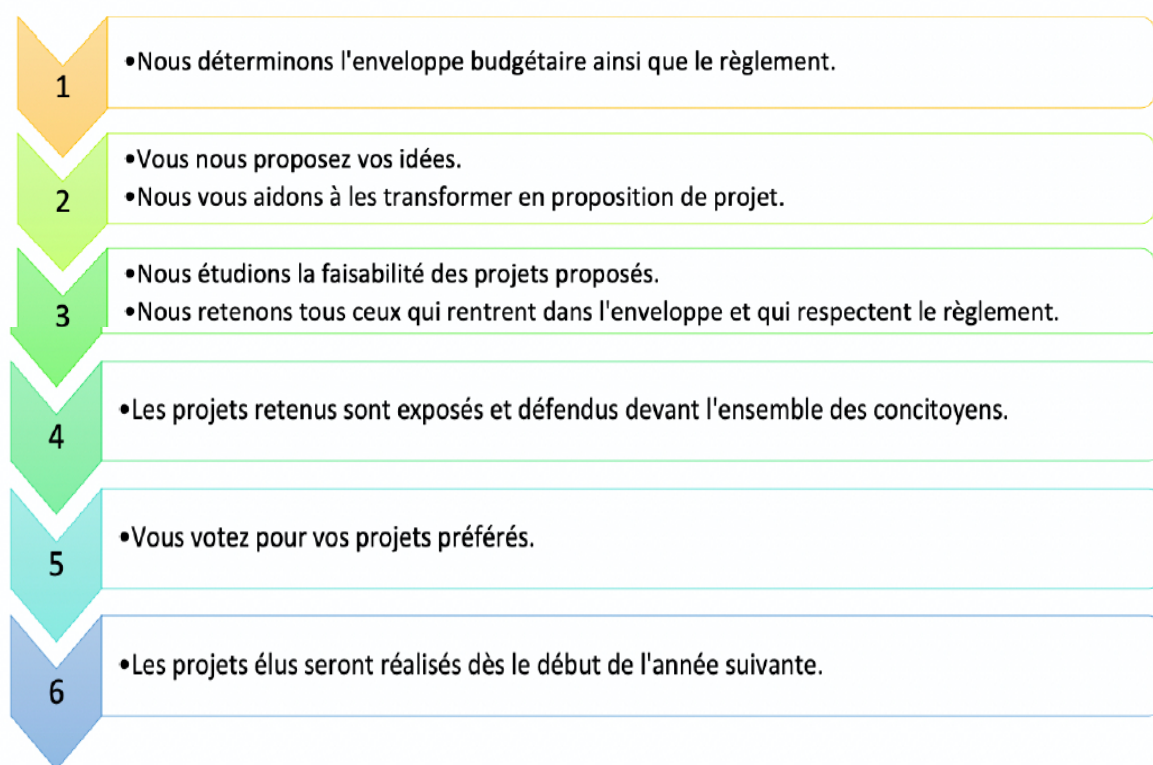 1
•Nous déterminons l'enveloppe budgétaire ainsi que le règlement.
2
•Vous nous proposez vos idées.
•Nous vous aidons à les transformer en proposition de projet.
3
•Nous étudions la faisabilité des projets proposés.
•Nous retenons tous ceux qui rentrent dans l'enveloppe et qui respectent le règlement.
4
•Les projets retenus sont exposés et défendus devant l'ensemble des concitoyens.
5
•Vous votez pour vos projets préférés.
6
•Les projets élus seront réalisés dès le début de l'année suivante.